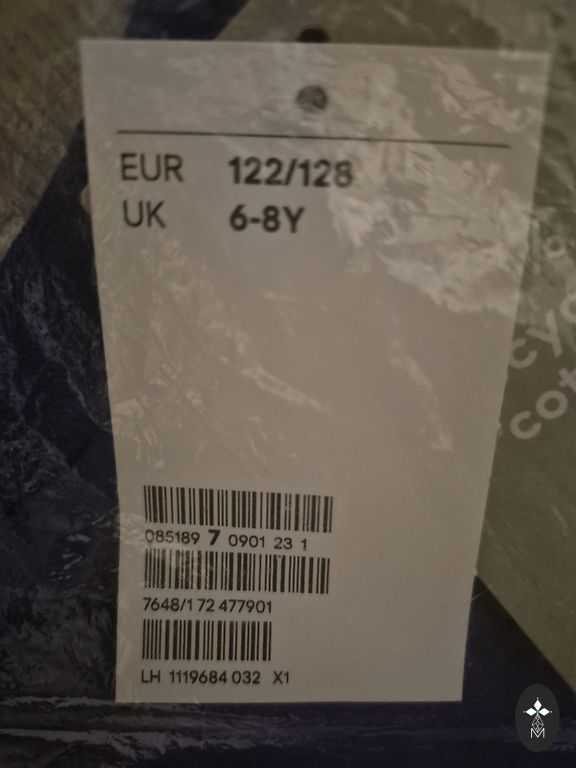 EUR 122/128
UK 6-8Y
085189 7 0901 23 1
7648/1 72 477901
LH 1119684 032 X1
M